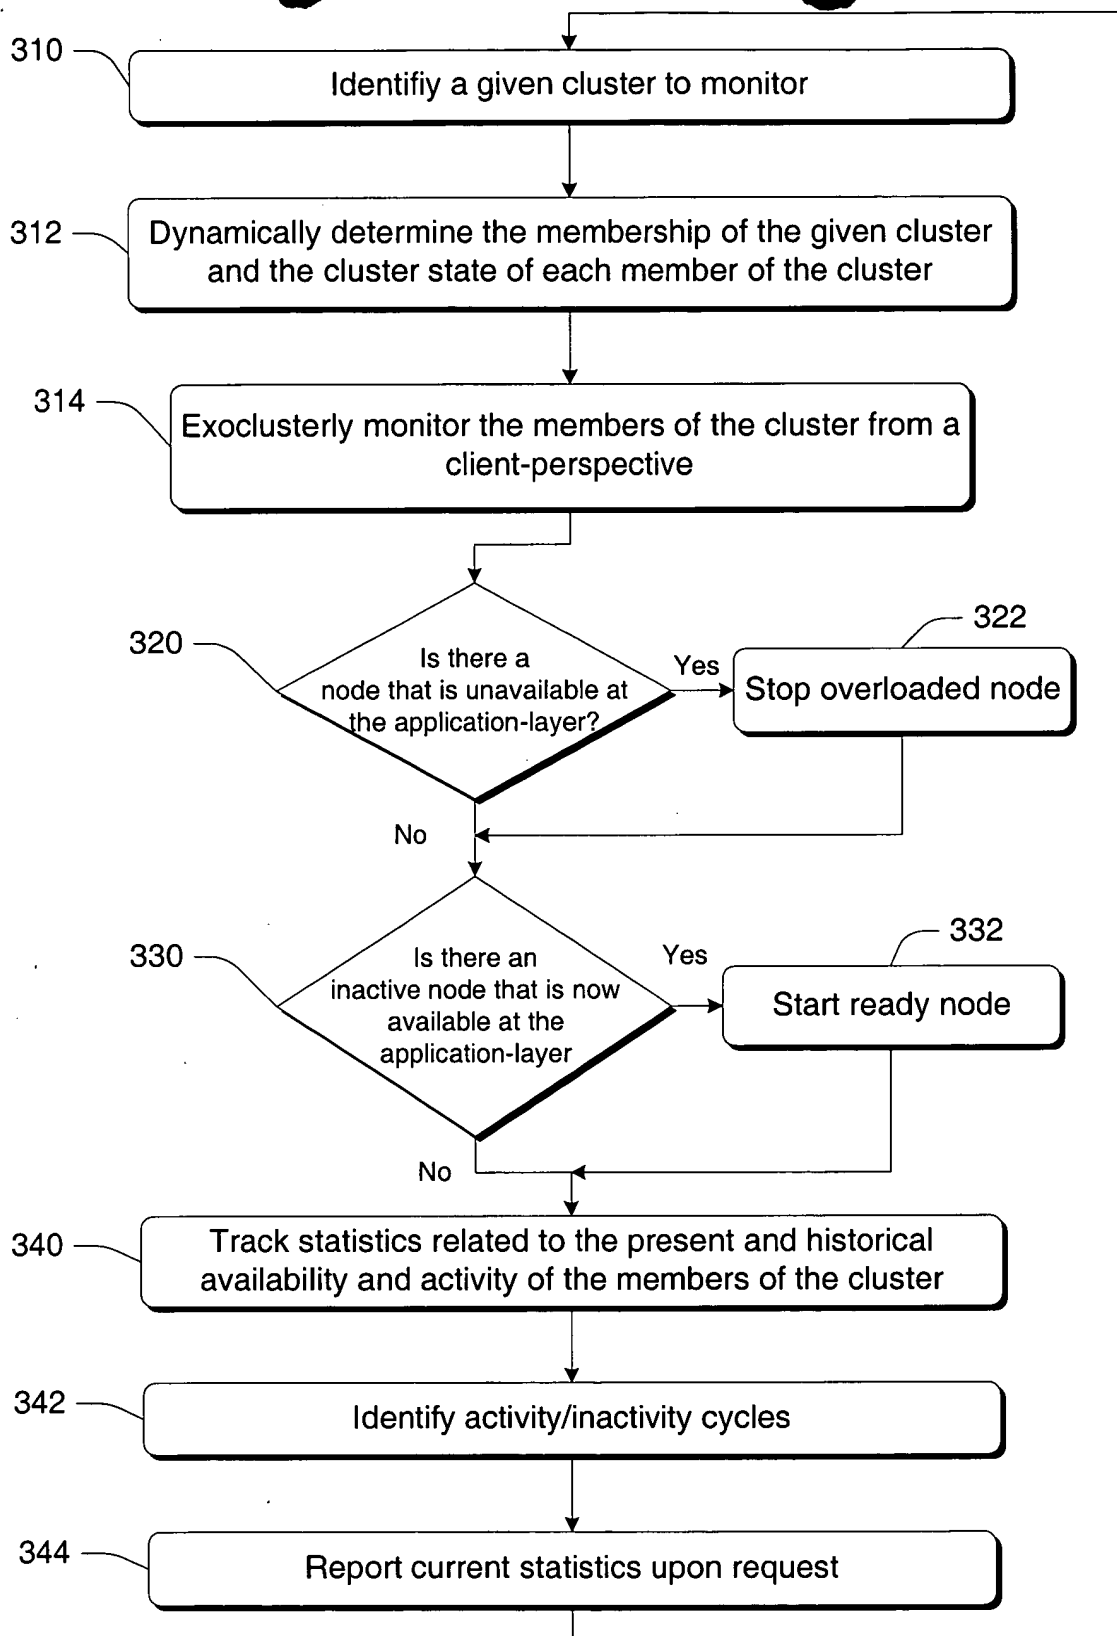 310
Identifiy a given cluster to monitor
312
Dynamically determine the membership of the given cluster
and the cluster state of each member of the cluster
314
Exoclusterly monitor the members of the cluster from a
client-perspective
320
Is there a
node that is unavailable at
the application-layer?
Yes
322
Stop overloaded node
No
330
Is there an
inactive node that is now
available at the
application-layer
Yes
332
Start ready node
No
340
Track statistics related to the present and historical
availability and activity of the members of the cluster
342
Identify activity/inactivity cycles
344
Report current statistics upon request